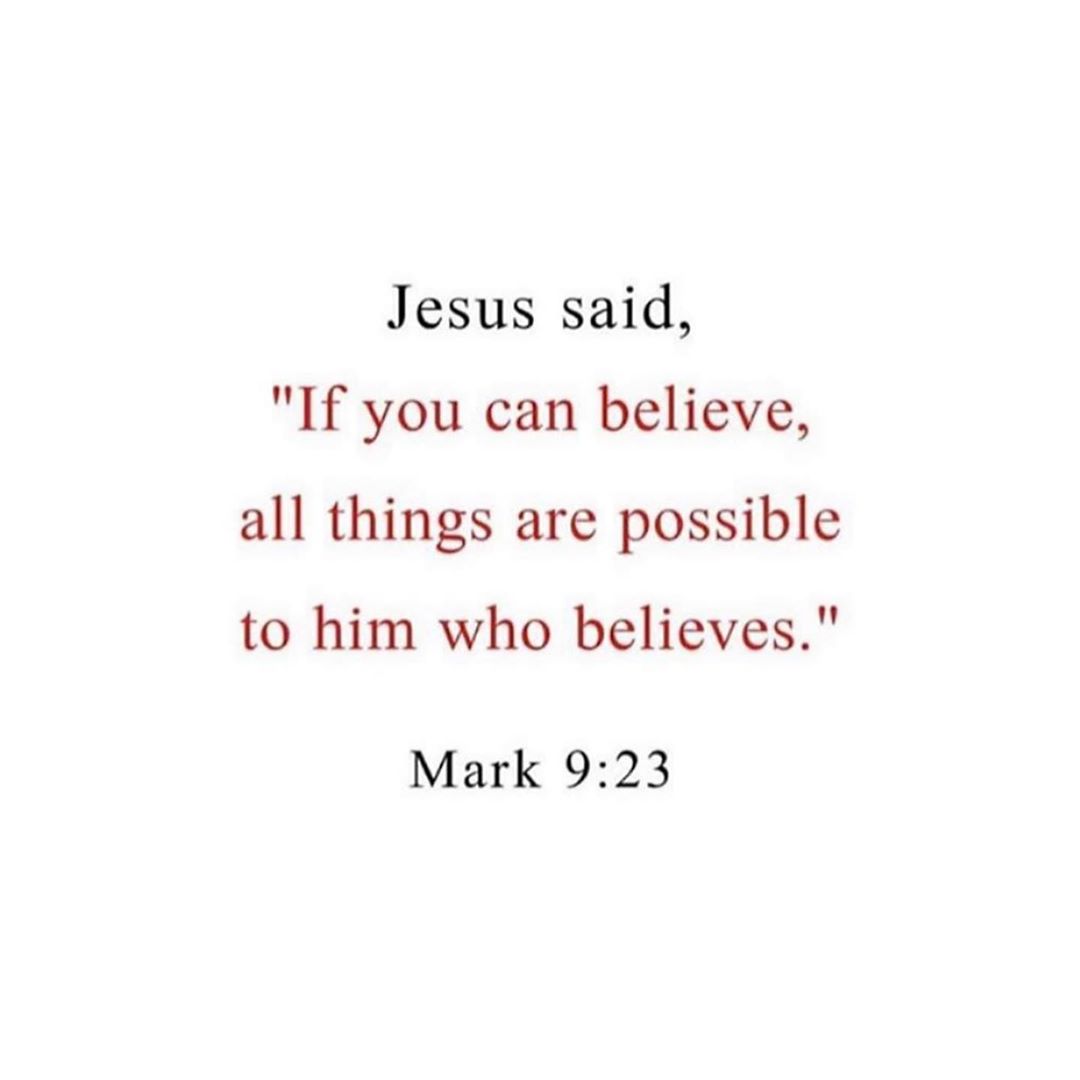 Jesus said,
"If you can believe,
all things are possible
to him who believes."
Mark 9:23